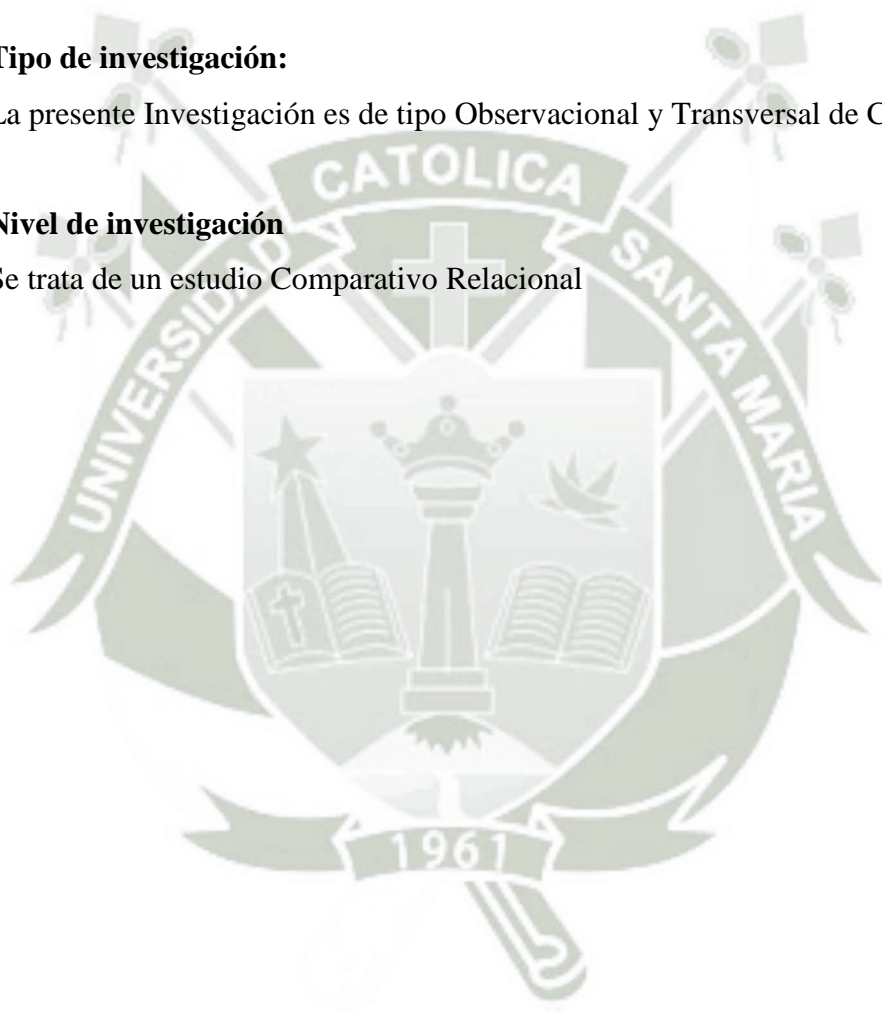 Tipo de investigación:
La presente Investigación es de tipo Observacional y Transversal de
Nivel de investigación
Se trata de un estudio Comparativo Relacional
UNIVERSIDAD CATOLICA SANTA MARIA
1961